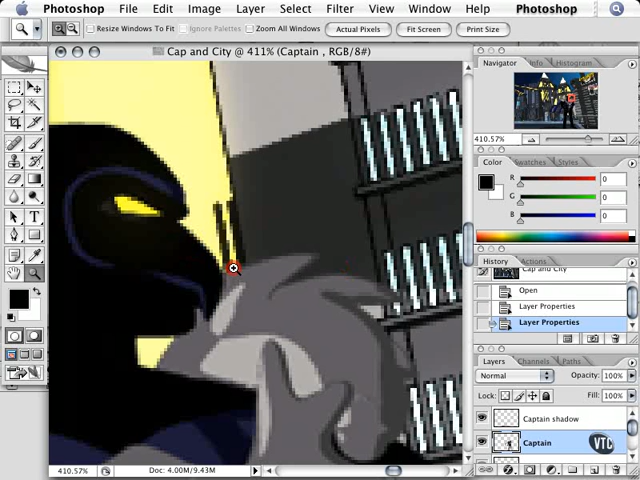 Photoshop File Edit Image Layer Select Filter View Window Help Photoshop
Resize Windows To Fit Ignore Palettes Zoom All Windows Actual Pixels Fit Screen Print Size
Cap and City @ 411% (Captain , RGB/8#)
Navigator Info Histogram
410.57%
Color Swatches Styles
R 0
G 0
B 0
History Actions
Cap and City
Open
Layer Properties
Layer Properties
Layers Channels Paths
Normal Opacity: 100%
Lock: Fill: 100%
Captain shadow
Captain
VTC
T
410.57% Doc: 4.00M/9.43M